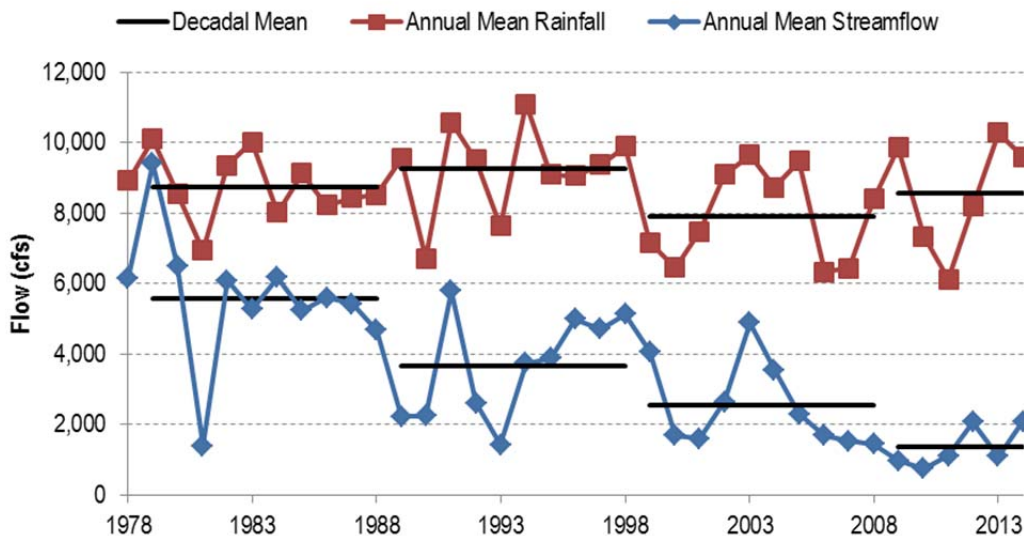 Decadal Mean Annual Mean Rainfall Annual Mean Streamflow
12,000
10,000
8,000
6,000
4,000
2,000
0
Flow (cfs)
1978 1983 1988 1993 1998 2003 2008 2013